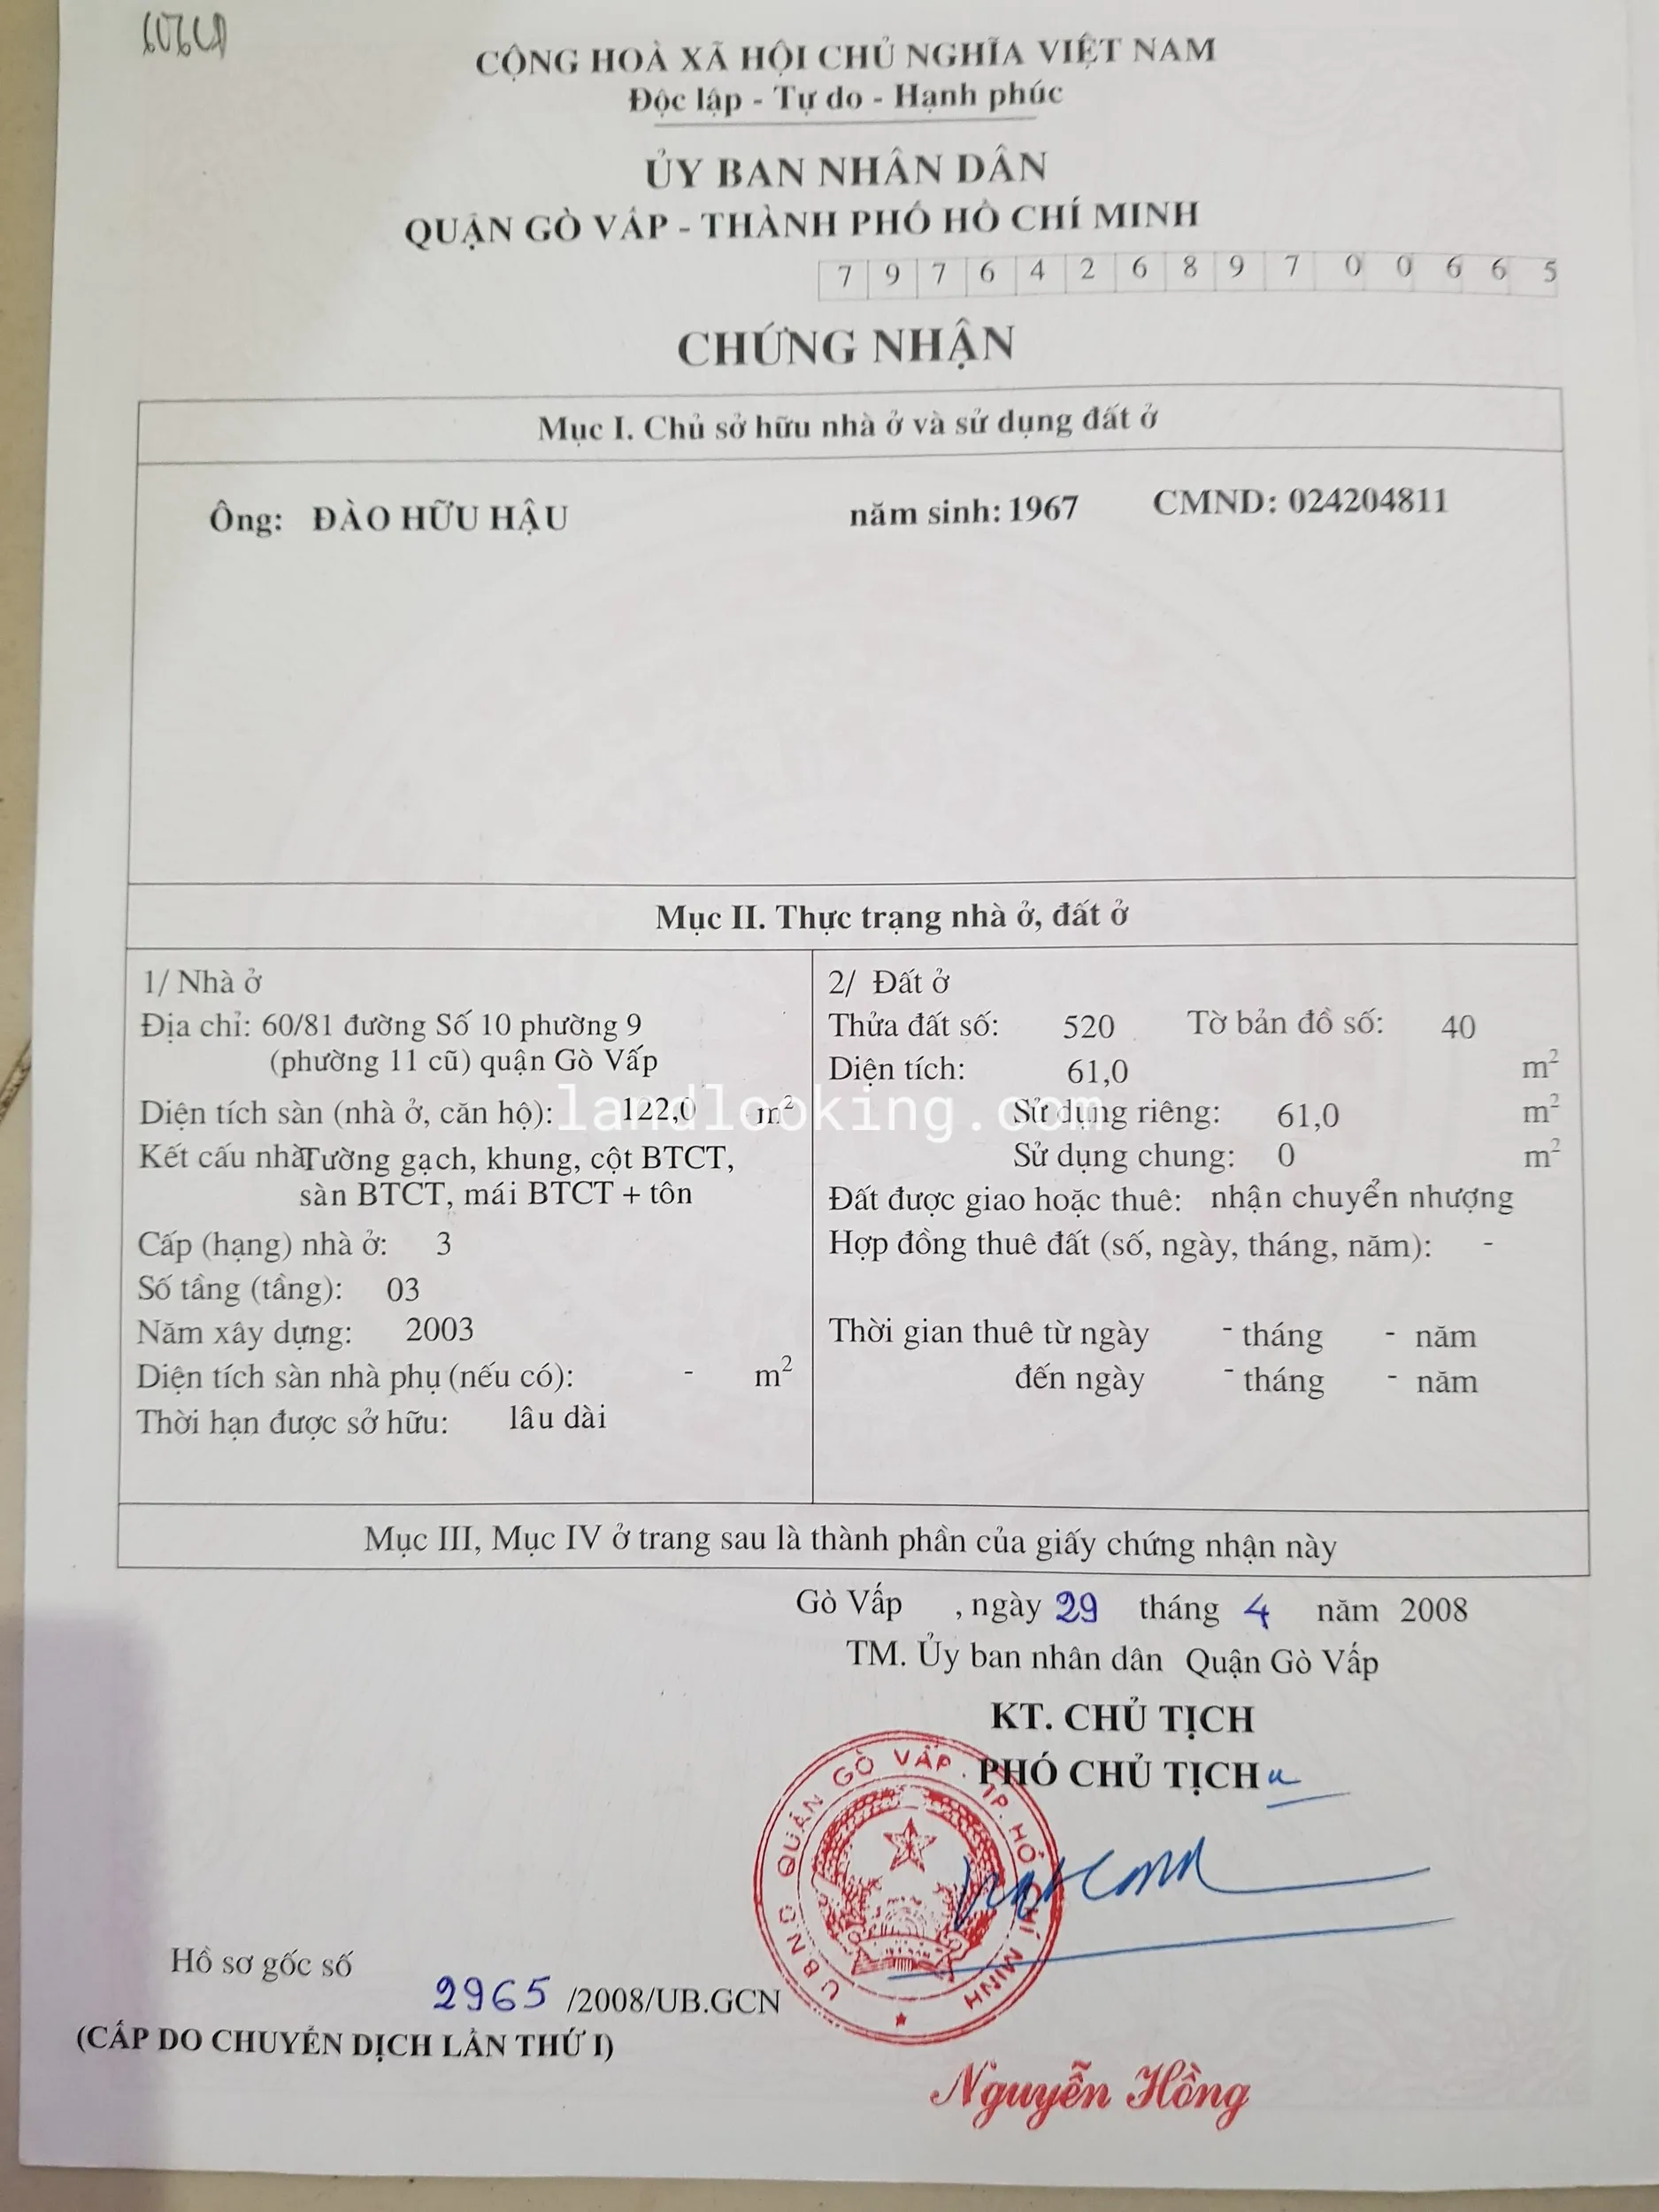 CỘNG HOÀ XÃ HỘI CHỦ NGHĨA VIỆT NAM
Độc lập - Tự do - Hạnh phúc
ỦY BAN NHÂN DÂN
QUẬN GÒ VẤP - THÀNH PHỐ HỒ CHÍ MINH
7 9 7 6 4 2 6 8 9 7 0 0 6 6 5
CHỨNG NHẬN
Mục I. Chủ sở hữu nhà ở và sử dụng đất ở
Ông: ĐÀO HỮU HẬU năm sinh: 1967 CMND: 024204811
Mục II. Thực trạng nhà ở, đất ở
1/ Nhà ở
Địa chỉ: 60/81 đường Số 10 phường 9
(phường 11 cũ) quận Gò Vấp
Diện tích sàn (nhà ở, căn hộ): 122,0 m²
Kết cấu nhà: Tường gạch, khung, cột BTCT,
sàn BTCT, mái BTCT + tôn
Cấp (hạng) nhà ở: 3
Số tầng (tầng): 03
Năm xây dựng: 2003
Diện tích sàn nhà phụ (nếu có): - m²
Thời hạn được sở hữu: lâu dài
2/ Đất ở
Thửa đất số: 520 Tờ bản đồ số: 40
Diện tích: 61,0 m²
Sử dụng riêng: 61,0 m²
Sử dụng chung: 0 m²
Đất được giao hoặc thuê: nhận chuyển nhượng
Hợp đồng thuê đất (số, ngày, tháng, năm): -
Thời gian thuê từ ngày - tháng - năm
đến ngày - tháng - năm
landlooking.com
Mục III, Mục IV ở trang sau là thành phần của giấy chứng nhận này
Gò Vấp , ngày 29 tháng 4 năm 2008
TM. Ủy ban nhân dân Quận Gò Vấp
KT. CHỦ TỊCH
PHÓ CHỦ TỊCH
U.B.N.D QUẬN GÒ VẤP . TP. HỒ CHÍ MINH
VIỆT NAM
Hồ sơ gốc số
2965 /2008/UB.GCN
(CẤP DO CHUYỂN DỊCH LẦN THỨ I)
Nguyễn Hồng